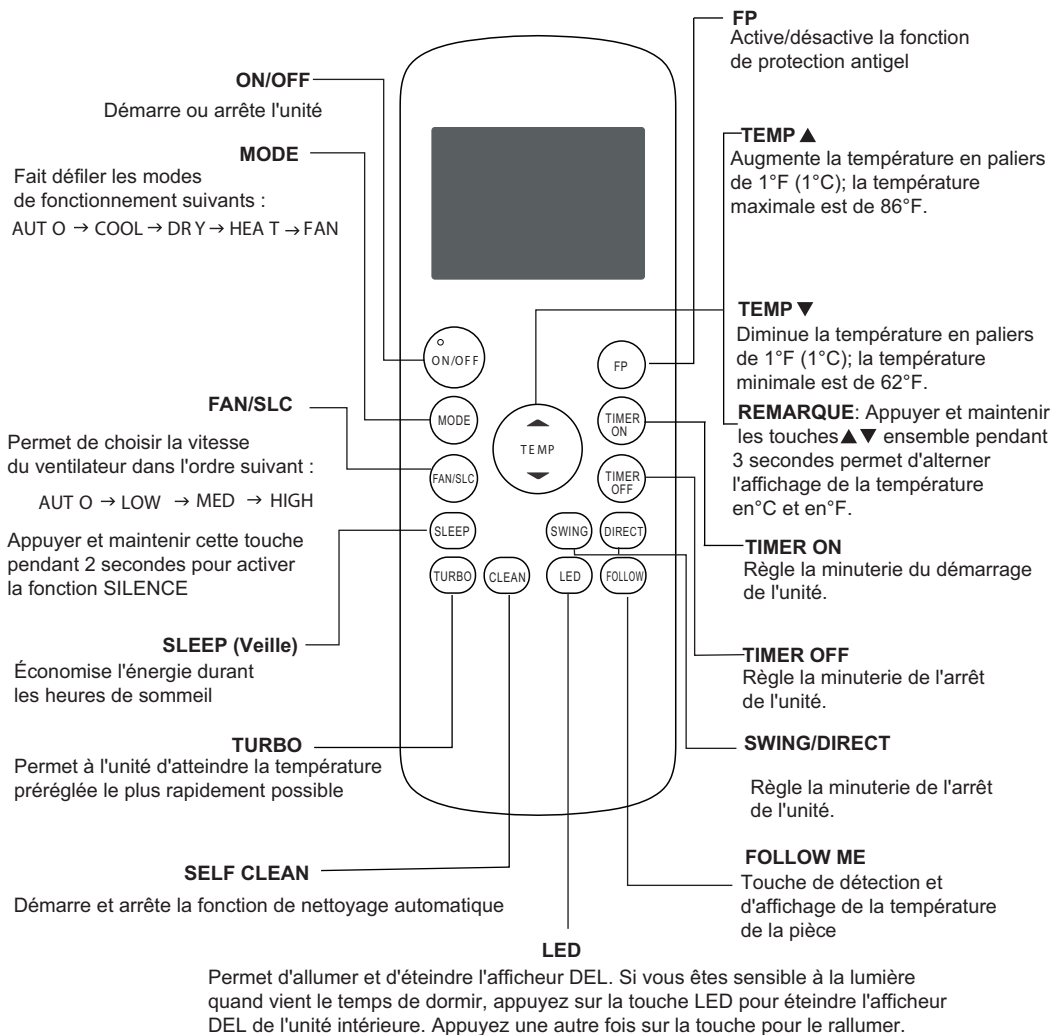 FP
Active/désactive la fonction
de protection antigel
ON/OFF
Démarre ou arrête l'unité
MODE
Fait défiler les modes
de fonctionnement suivants :
AUT O → COOL → DR Y → HEA T → FAN
TEMP ▲
Augmente la température en paliers
de 1°F (1°C); la température
maximale est de 86°F.
TEMP ▼
Diminue la température en paliers
de 1°F (1°C); la température
minimale est de 62°F.
REMARQUE: Appuyer et maintenir
les touches ▲ ▼ ensemble pendant
3 secondes permet d'alterner
l'affichage de la température
en°C et en°F.
FAN/SLC
Permet de choisir la vitesse
du ventilateur dans l'ordre suivant :
AUT O → LOW → MED → HIGH
Appuyer et maintenir cette touche
pendant 2 secondes pour activer
la fonction SILENCE
ON/OFF
FP
MODE
TEMP
TIMER
ON
FAN/SLC
TIMER
OFF
SLEEP
SWING
DIRECT
TURBO
CLEAN
LED
FOLLOW
TIMER ON
Règle la minuterie du démarrage
de l'unité.
SLEEP (Veille)
Économise l'énergie durant
les heures de sommeil
TIMER OFF
Règle la minuterie de l'arrêt
de l'unité.
TURBO
Permet à l'unité d'atteindre la température
préréglée le plus rapidement possible
SWING/DIRECT
Règle la minuterie de l'arrêt
de l'unité.
SELF CLEAN
Démarre et arrête la fonction de nettoyage automatique
FOLLOW ME
Touche de détection et
d'affichage de la température
de la pièce
LED
Permet d'allumer et d'éteindre l'afficheur DEL. Si vous êtes sensible à la lumière
quand vient le temps de dormir, appuyez sur la touche LED pour éteindre l'afficheur
DEL de l'unité intérieure. Appuyez une autre fois sur la touche pour le rallumer.